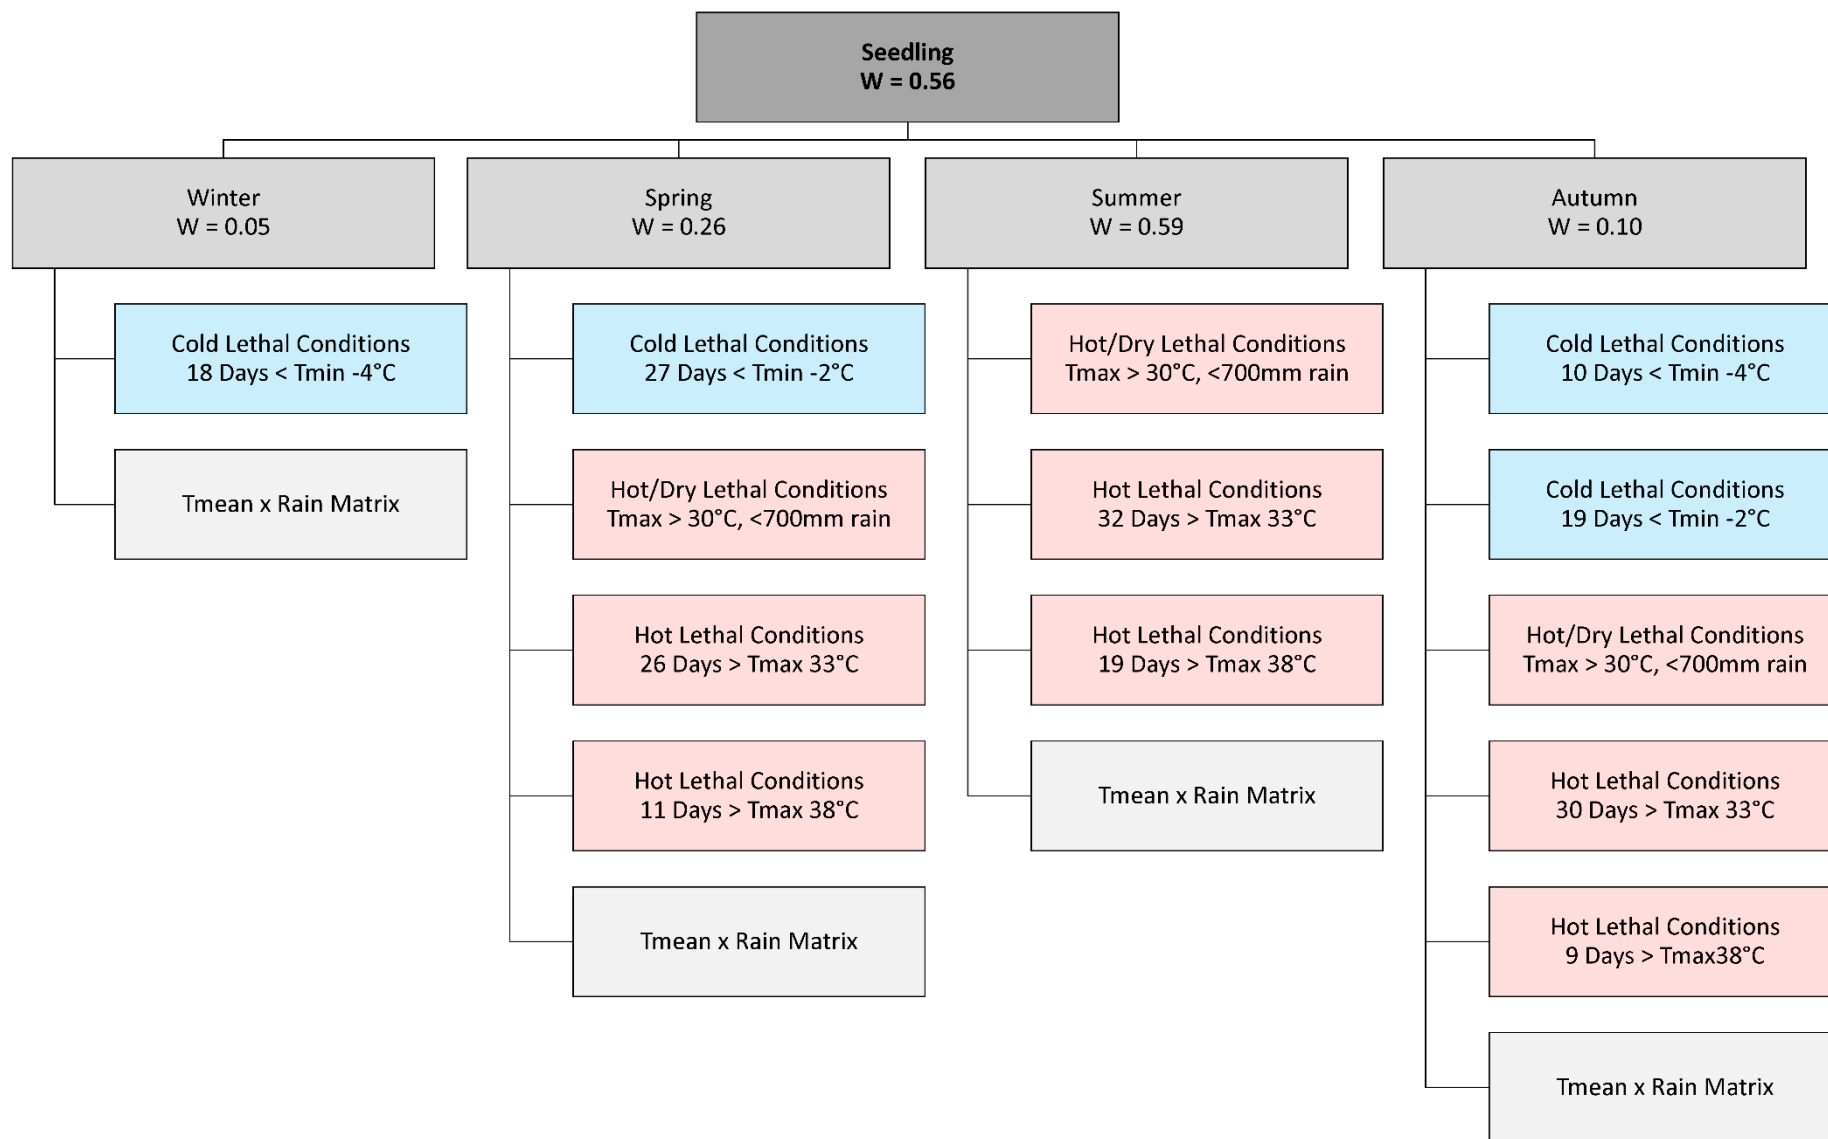 Seedling
W = 0.56
Winter
W = 0.05
Cold Lethal Conditions
18 Days < Tmin -4°C
Tmean x Rain Matrix
Spring
W = 0.26
Cold Lethal Conditions
27 Days < Tmin -2°C
Hot/Dry Lethal Conditions
Tmax > 30°C, <700mm rain
Hot Lethal Conditions
26 Days > Tmax 33°C
Hot Lethal Conditions
11 Days > Tmax 38°C
Tmean x Rain Matrix
Summer
W = 0.59
Hot/Dry Lethal Conditions
Tmax > 30°C, <700mm rain
Hot Lethal Conditions
32 Days > Tmax 33°C
Hot Lethal Conditions
19 Days > Tmax 38°C
Tmean x Rain Matrix
Autumn
W = 0.10
Cold Lethal Conditions
10 Days < Tmin -4°C
Cold Lethal Conditions
19 Days < Tmin -2°C
Hot/Dry Lethal Conditions
Tmax > 30°C, <700mm rain
Hot Lethal Conditions
30 Days > Tmax 33°C
Hot Lethal Conditions
9 Days > Tmax38°C
Tmean x Rain Matrix